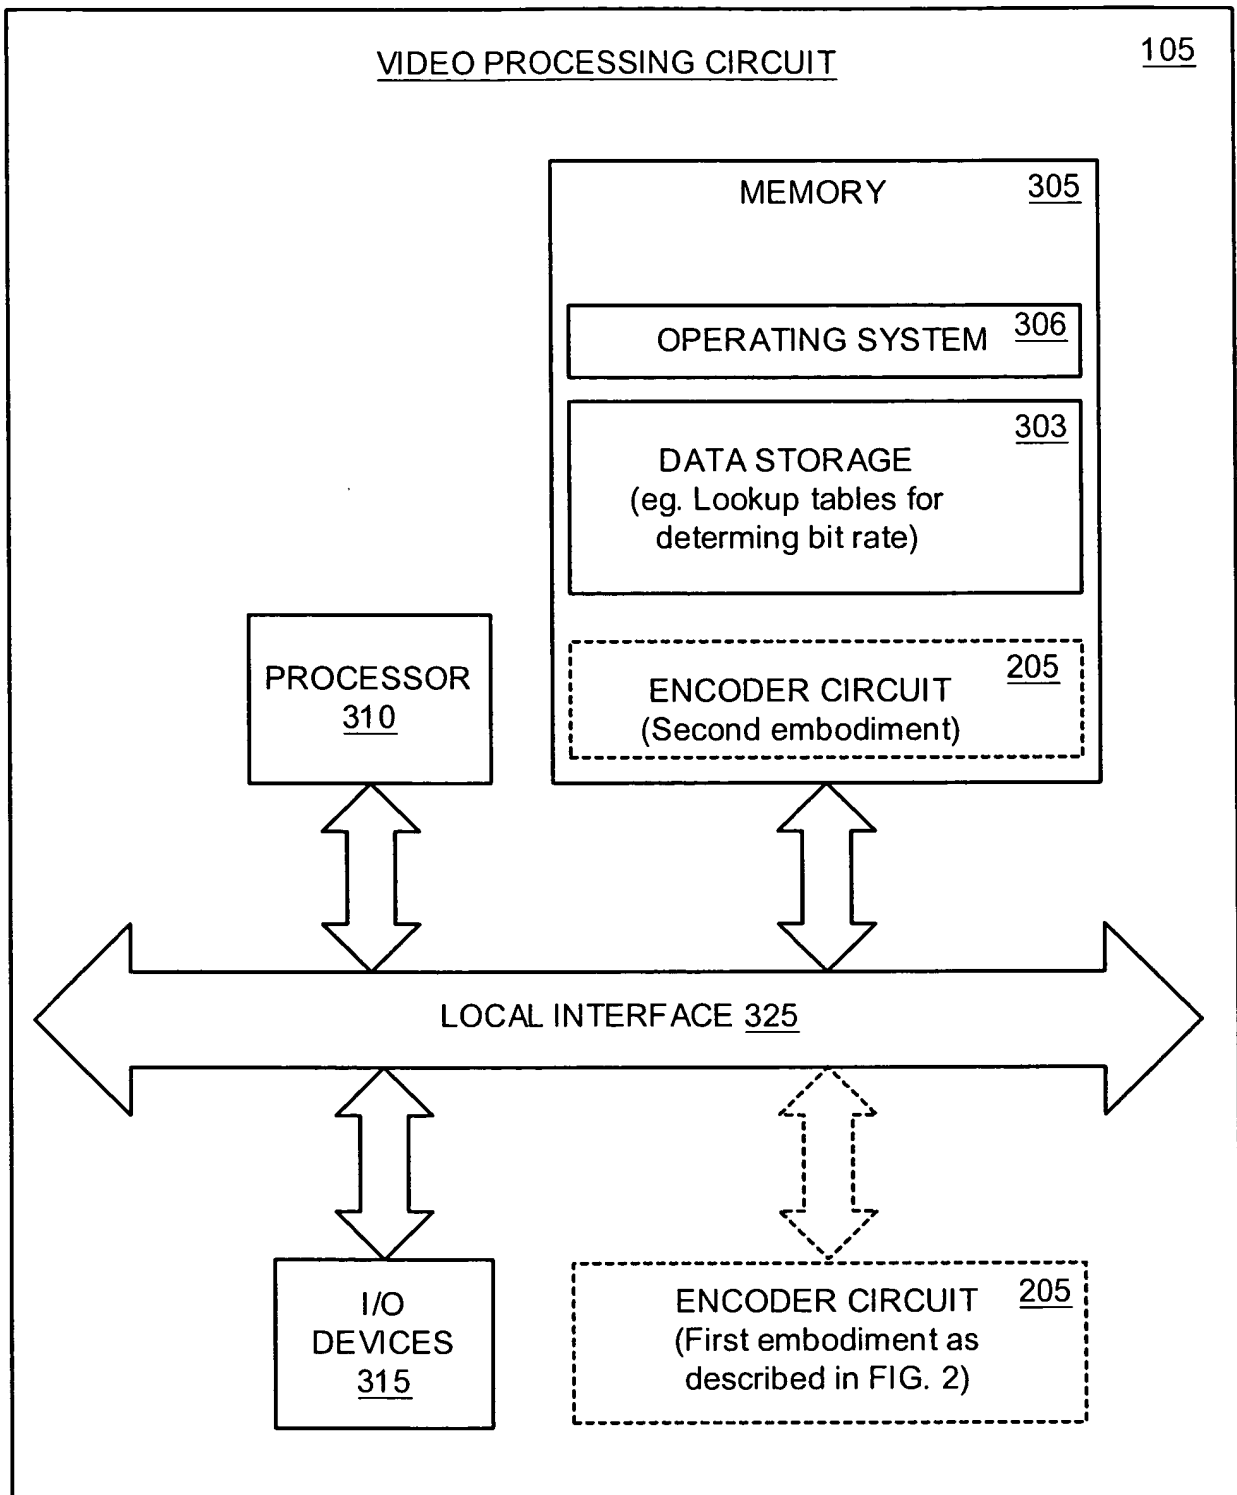 VIDEO PROCESSING CIRCUIT 105
MEMORY 305
OPERATING SYSTEM 306
303
DATA STORAGE
(eg. Lookup tables for
determing bit rate)
PROCESSOR
310
205
ENCODER CIRCUIT
(Second embodiment)
LOCAL INTERFACE 325
I/O
DEVICES
315
ENCODER CIRCUIT 205
(First embodiment as
described in FIG. 2)